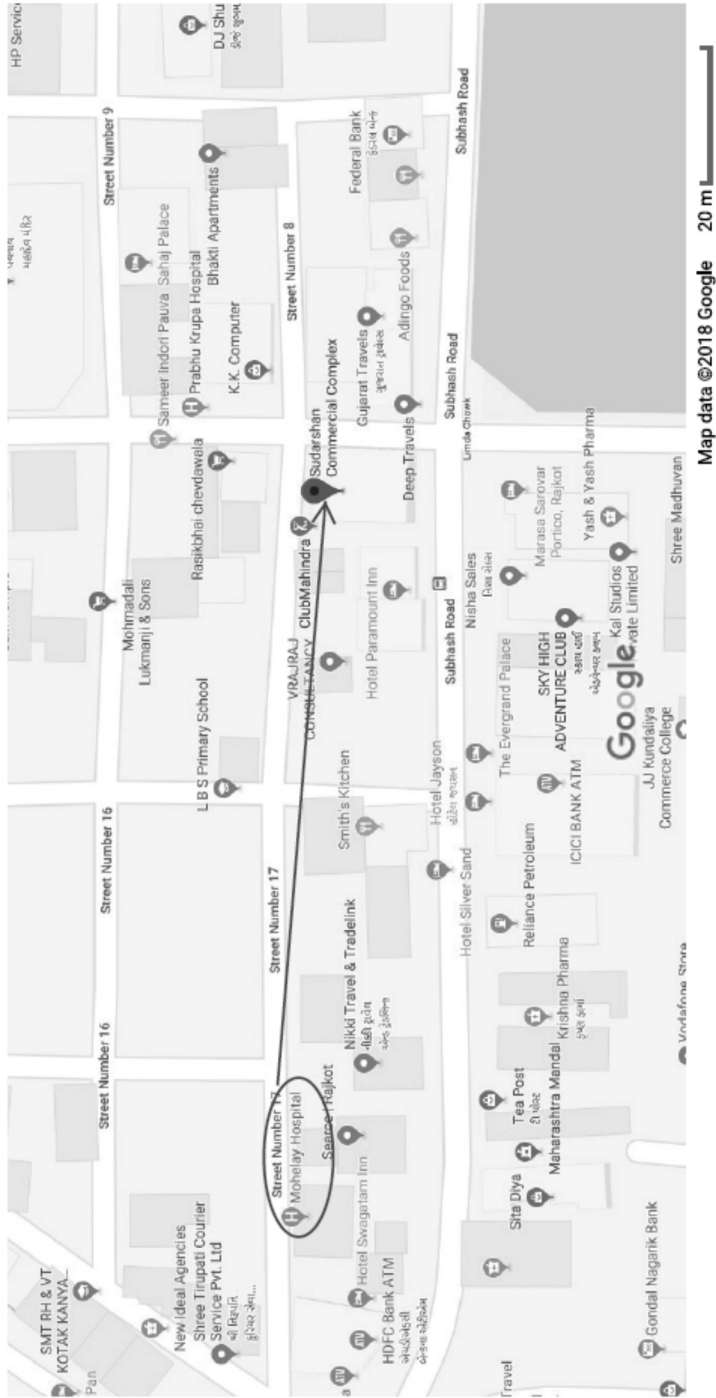 HP Servic
DJ Shu
Street Number 9
Sahaj Palace
Sameer Indori Pauva
Prabhu Krupa Hospital
Bhakti Apartments
K.K. Computer
Rasikbhai chevdawala
Mohmadali
Lukmanji & Sons
L B S Primary School
Street Number 16
Street Number 16
SMT RH & VT
KOTAK KANYA...
Pan
New Ideal Agencies
Shree Tirupati Courier
Service Pvt. Ltd
શ્રી તિરુપતિ
Street Number 17
Street Number 17
Street Number 8
Mohelay Hospital
Searce | Rajkot
Nikki Travel & Tradelink
Smith's Kitchen
VRAJRAJ
CONSULTANCY
ClubMahindra
Sudarshan
Commercial Complex
Hotel Paramount Inn
Gujarat Travels
ગુજરાત ટ્રાવેલ્સ
Deep Travels
Adingo Foods
Federal Bank
Hotel Swagatam Inn
HDFC Bank ATM
a
Hotel Silver Sand
Hotel Jayson
Subhash Road
Subhash Road
Subhash Road
Limda Chowk
Sita Diya
Tea Post
ટી પોસ્ટ
Maharashtra Mandal
Krishna Pharma
Reliance Petroleum
The Evergrand Palace
Nisha Sales
Marasa Sarovar
Portico, Rajkot
Yash & Yash Pharma
ICICI BANK ATM
SKY HIGH
ADVENTURE CLUB
Kal Studios
vate Limited
Google
Travel
Gondal Nagarik Bank
Vodafone Store
JJ Kundaliya
Commerce College
Shree Madhuvan
Map data ©2018 Google
20 m